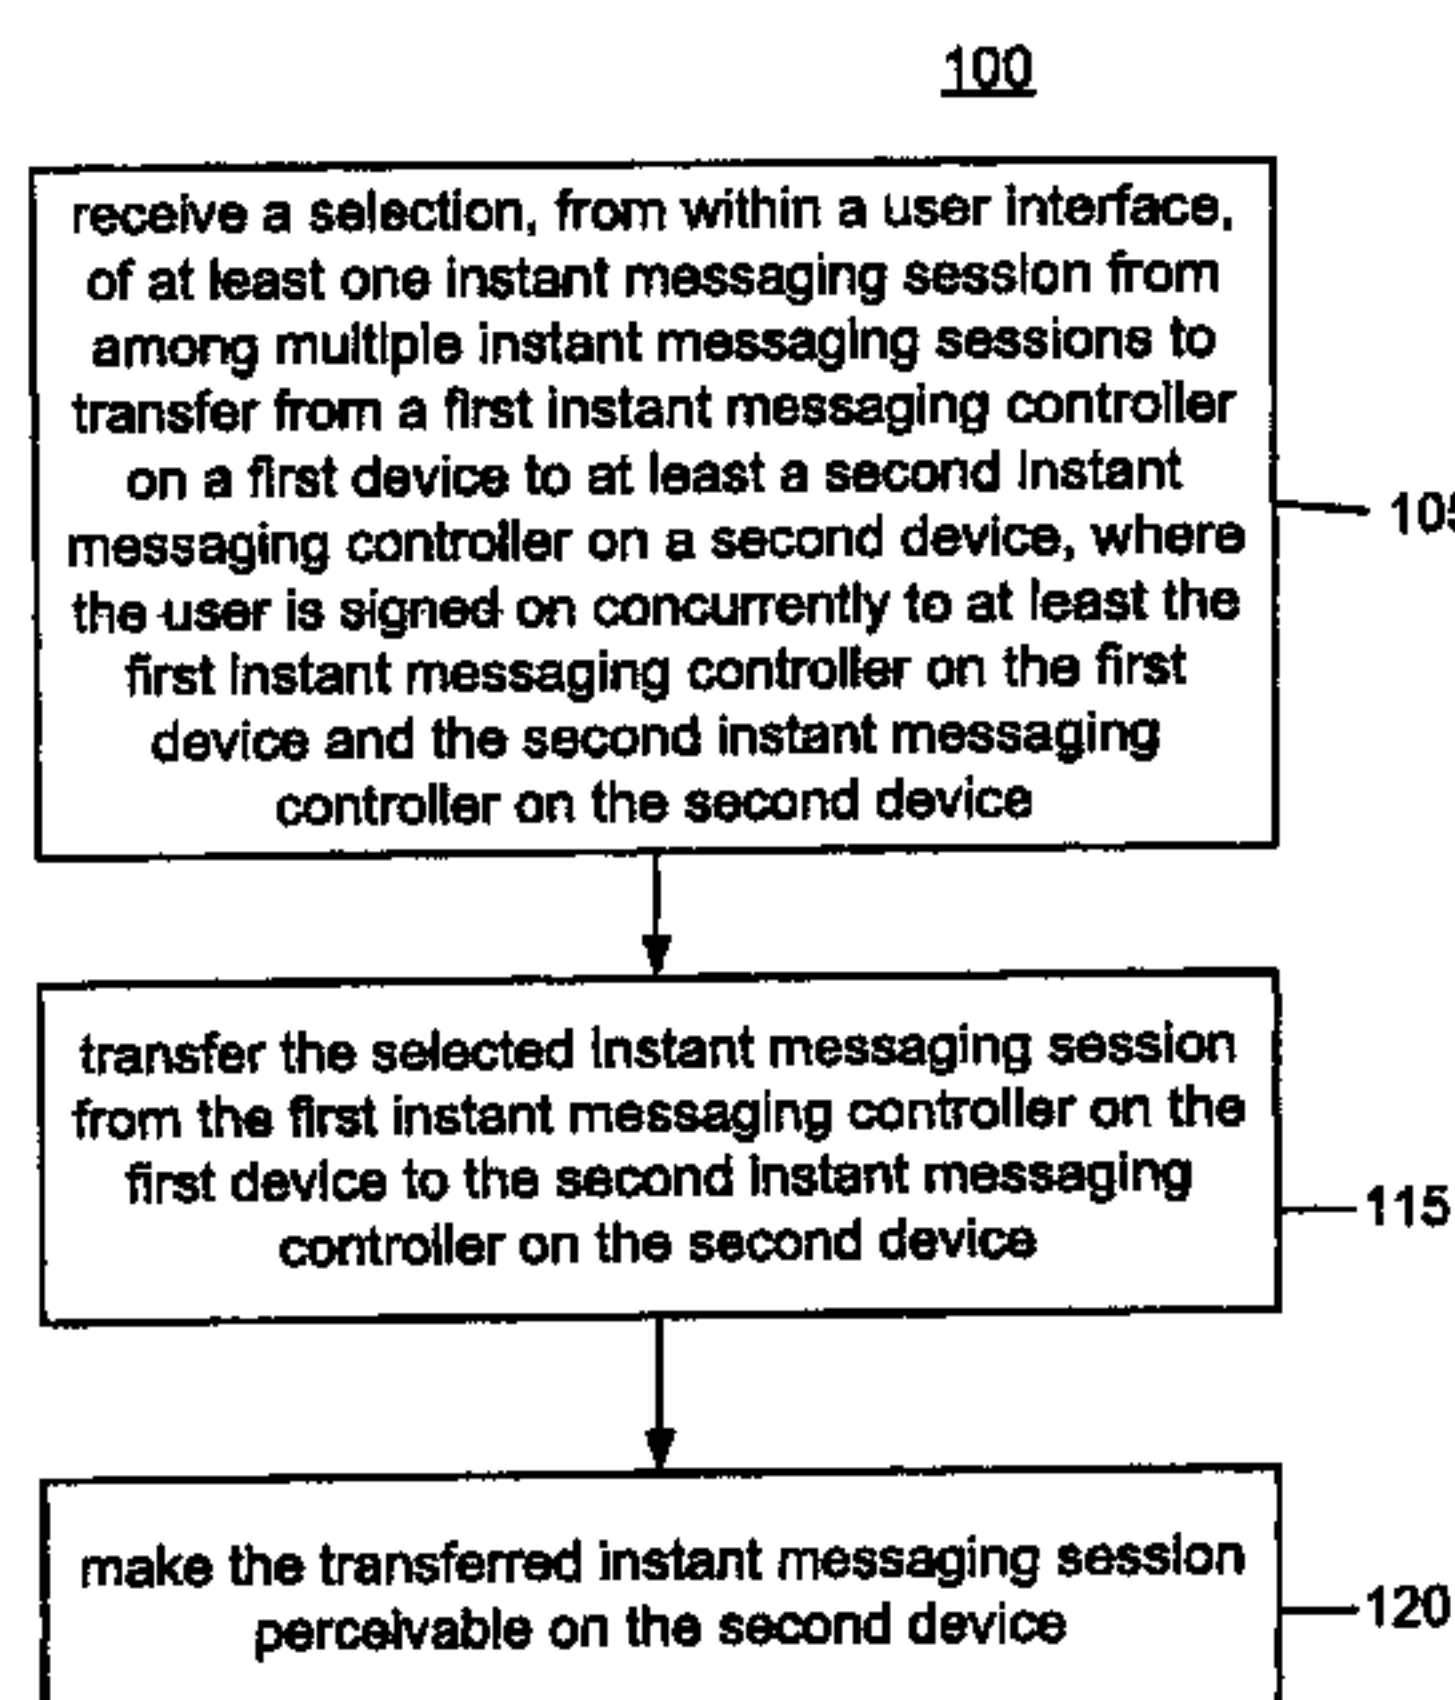 100
receive a selection, from within a user interface,
of at least one instant messaging session from
among multiple instant messaging sessions to
transfer from a first instant messaging controller
on a first device to at least a second instant
messaging controller on a second device, where
the user is signed on concurrently to at least the
first instant messaging controller on the first
device and the second instant messaging
controller on the second device
105
transfer the selected instant messaging session
from the first instant messaging controller on the
first device to the second instant messaging
controller on the second device
115
make the transferred instant messaging session
perceivable on the second device
120